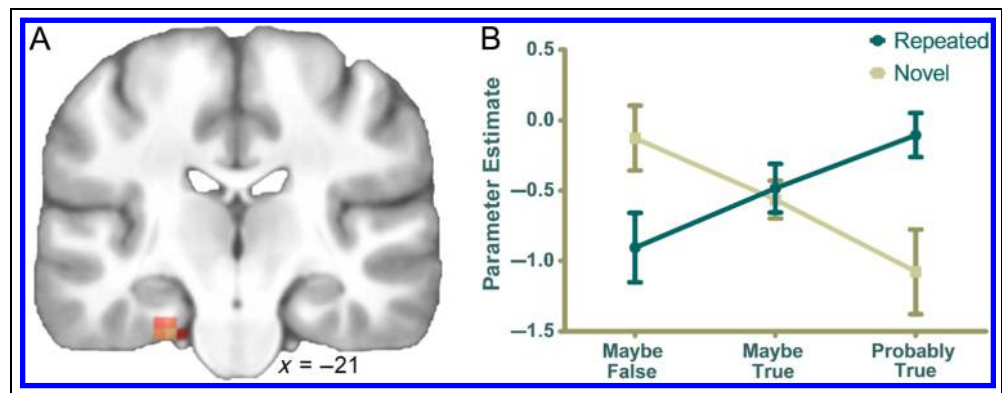 A
x = −21
B
Repeated
Novel
Parameter Estimate
0.5
0.0
−0.5
−1.0
−1.5
Maybe
False
Maybe
True
Probably
True